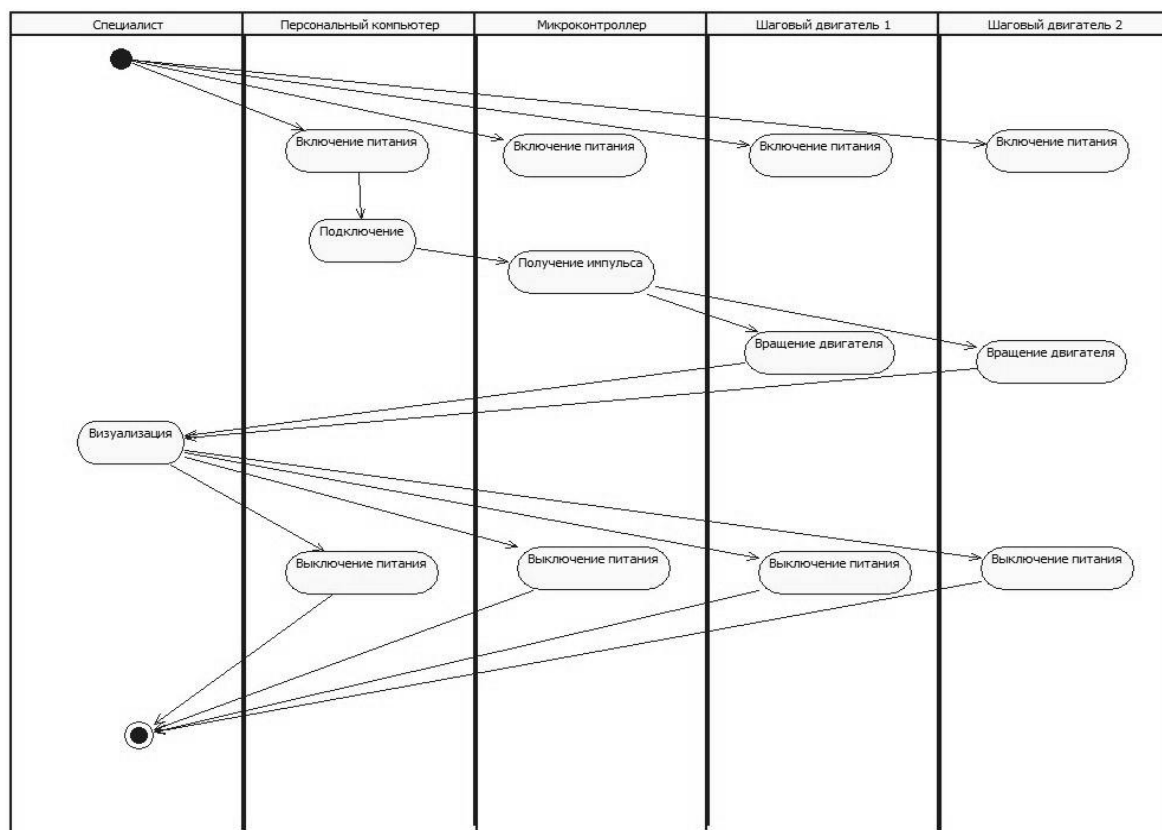 Специалист
Персональный компьютер
Микроконтроллер
Шаговый двигатель 1
Шаговый двигатель 2
Включение питания
Включение питания
Включение питания
Включение питания
Подключение
Получение импульса
Вращение двигателя
Вращение двигателя
Визуализация
Выключение питания
Выключение питания
Выключение питания
Выключение питания